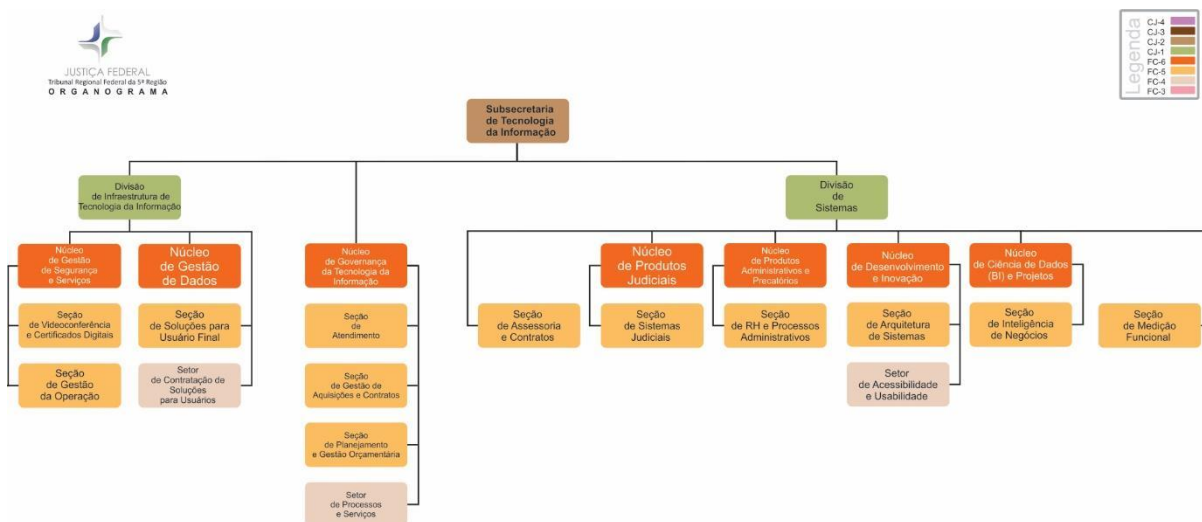 JUSTIÇA FEDERAL
Tribunal Regional Federal da 5ª Região
ORGANOGRAMA
Legenda
CJ-4
CJ-3
CJ-2
CJ-1
FC-6
FC-5
FC-4
FC-3
Subsecretaria
de Tecnologia
da Informação
Divisão
de Infraestrutura de
Tecnologia da Informação
Divisão
de
Sistemas
Núcleo
de Gestão
de Segurança
e Serviços
Núcleo
de Gestão
de Dados
Núcleo
de Governança
da Tecnologia da
Informação
Núcleo
de Produtos
Judiciais
Núcleo
de Produtos
Administrativos e
Precatórios
Núcleo
de Desenvolvimento
e Inovação
Núcleo
de Ciência de Dados
(BI) e Projetos
Seção
de Videoconferência
e Certificados Digitais
Seção
de Soluções para
Usuário Final
Seção
de
Atendimento
Seção
de Assessoria
e Contratos
Seção
de Sistemas
Judiciais
Seção
de RH e Processos
Administrativos
Seção
de Arquitetura
de Sistemas
Seção
de Inteligência
de Negócios
Seção
de Medição
Funcional
Seção
de Gestão
da Operação
Setor
de Contratação de
Soluções
para Usuários
Seção
de Gestão de
Aquisições e Contratos
Setor
de Acessibilidade
e Usabilidade
Seção
de Planejamento
e Gestão Orçamentária
Setor
de Processos
e Serviços